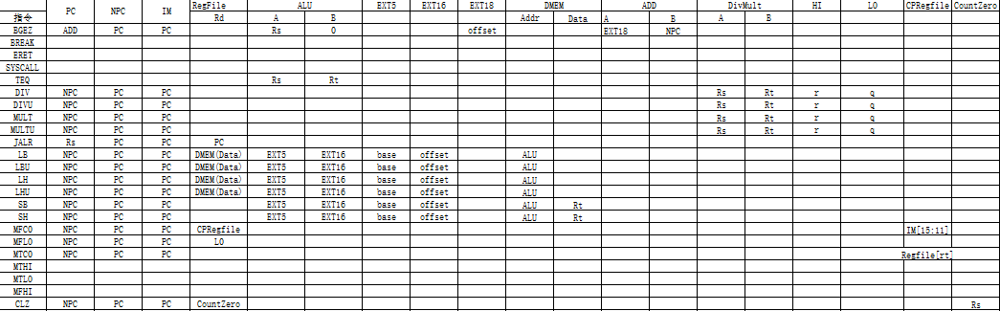 PC NPC IM RegFile ALU EXT5 EXT16 EXT18 DMEM ADD DivMult HI LO CPRegfile CountZero
指令 Rd A B Addr Data A B A B
BGEZ ADD PC PC Rs 0 offset EXT18 NPC
BREAK
ERET
SYSCALL
TEQ Rs Rt
DIV NPC PC PC Rs Rt r q
DIVU NPC PC PC Rs Rt r q
MULT NPC PC PC Rs Rt r q
MULTU NPC PC PC Rs Rt r q
JALR Rs PC PC PC
LB NPC PC PC DMEM(Data) EXT5 EXT16 base offset ALU
LBU NPC PC PC DMEM(Data) EXT5 EXT16 base offset ALU
LH NPC PC PC DMEM(Data) EXT5 EXT16 base offset ALU
LHU NPC PC PC DMEM(Data) EXT5 EXT16 base offset ALU
SB NPC PC PC EXT5 EXT16 base offset ALU Rt
SH NPC PC PC EXT5 EXT16 base offset ALU Rt
MFC0 NPC PC PC CPRegfile IM[15:11]
MFLO NPC PC PC LO
MTC0 NPC PC PC Regfile[rt]
MTHI
MTLO
MFHI
CLZ NPC PC PC CountZero Rs